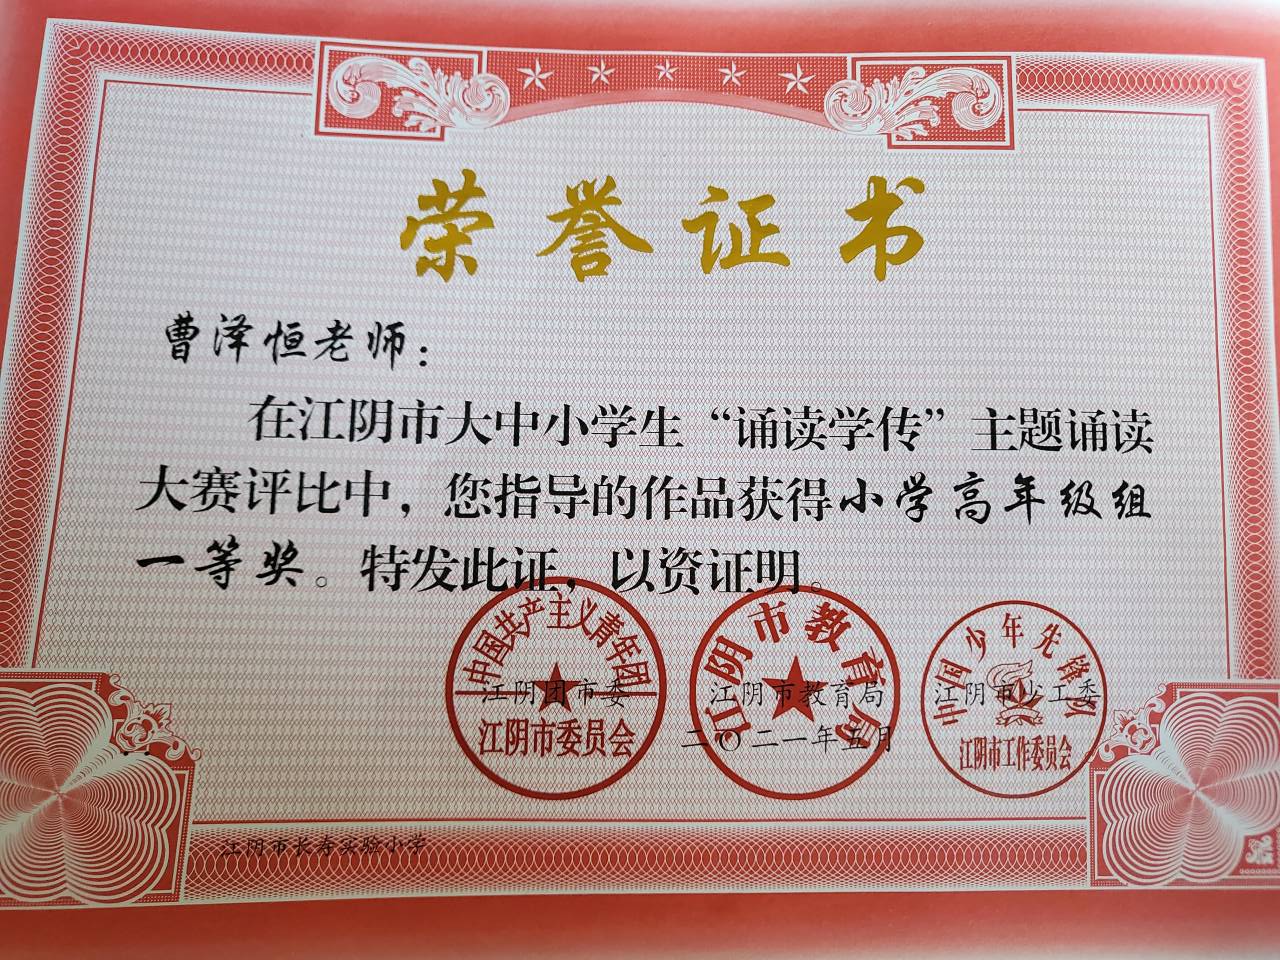 荣誉证书
曹泽恒老师：
在江阴市大中小学生“诵读学传”主题诵读
大赛评比中，您指导的作品获得小学高年级组
一等奖。特发此证，以资证明。
中国共产主义青年团
江阴市委员会
江阴团市委
江阴市教育局
江阴市教育局
二〇二一年五月
中国少年先锋队
江阴市工作委员会
江阴市少工委
江阴市长寿实验小学